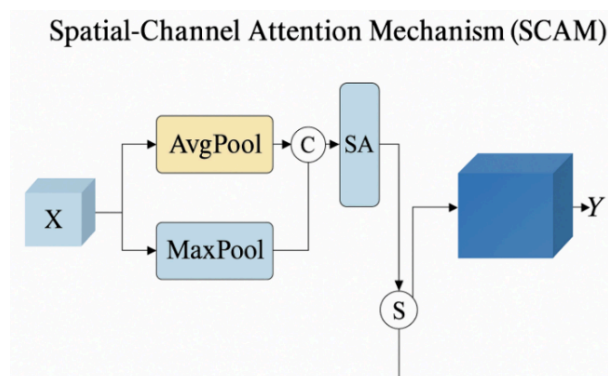 Spatial-Channel Attention Mechanism (SCAM)
AvgPool
C
SA
X
Y
MaxPool
S